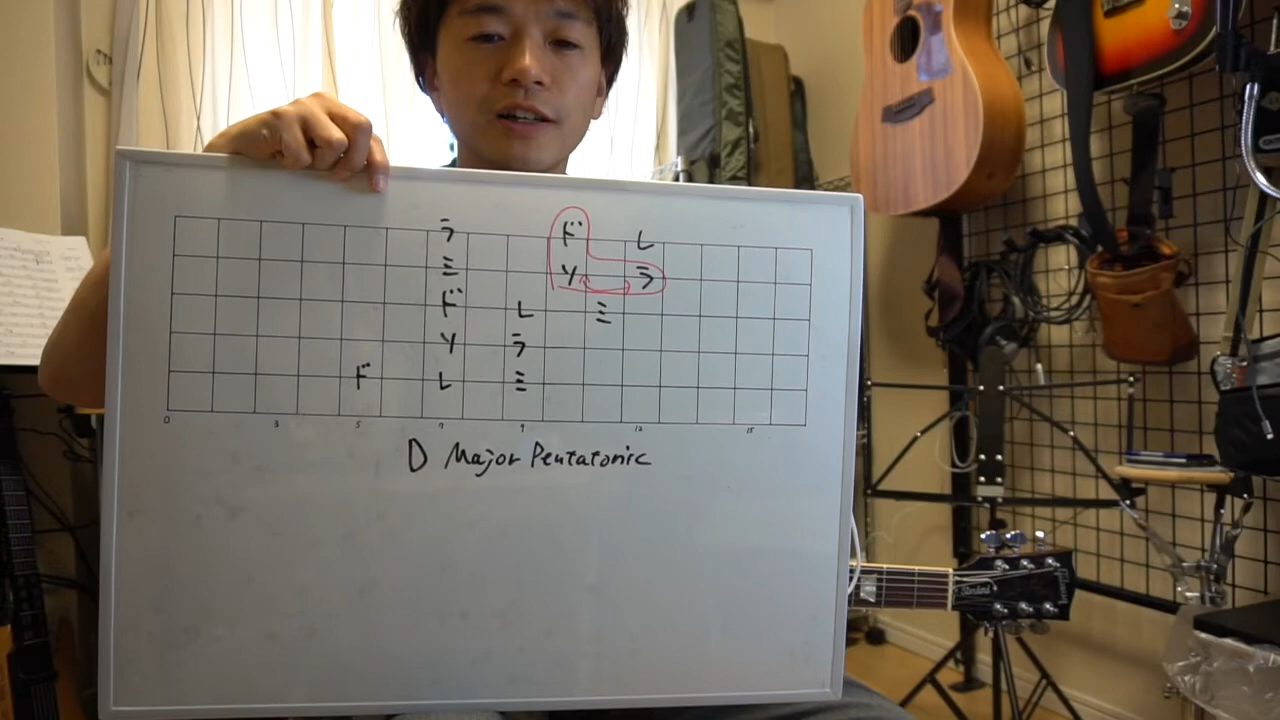 ラ ド レ
ミ ソ ラ
ド レ ミ
ソ ラ
ド レ ミ
0 3 5 7 9 12 15
D Major Pentatonic
Standard